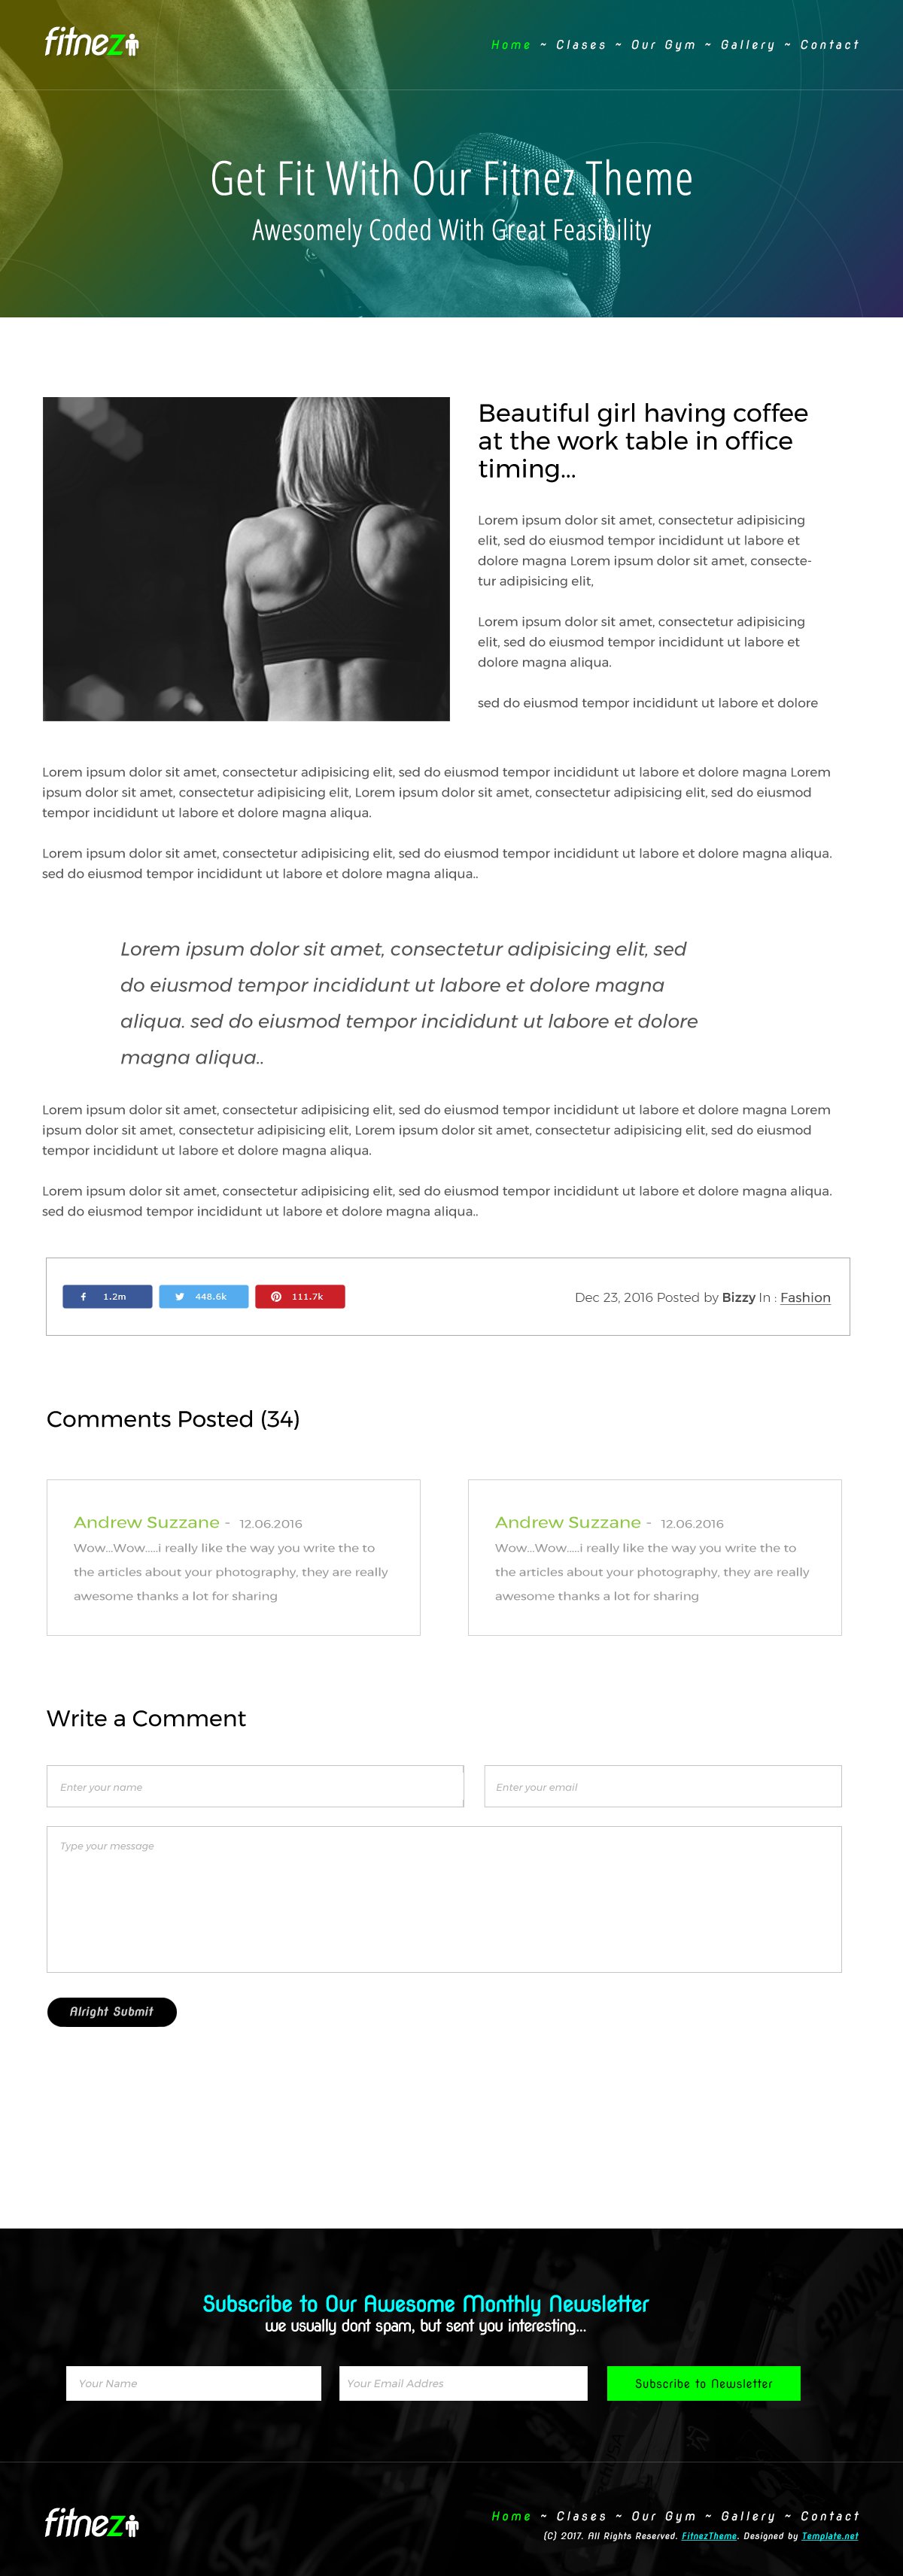 fitnez
Home ~ Clases ~ Our Gym ~ Gallery ~ Contact
Get Fit With Our Fitnez Theme
Awesomely Coded With Great Feasibility
Beautiful girl having coffee
at the work table in office
timing...
Lorem ipsum dolor sit amet, consectetur adipisicing
elit, sed do eiusmod tempor incididunt ut labore et
dolore magna Lorem ipsum dolor sit amet, consecte-
tur adipisicing elit,
Lorem ipsum dolor sit amet, consectetur adipisicing
elit, sed do eiusmod tempor incididunt ut labore et
dolore magna aliqua.
sed do eiusmod tempor incididunt ut labore et dolore
Lorem ipsum dolor sit amet, consectetur adipisicing elit, sed do eiusmod tempor incididunt ut labore et dolore magna Lorem
ipsum dolor sit amet, consectetur adipisicing elit, Lorem ipsum dolor sit amet, consectetur adipisicing elit, sed do eiusmod
tempor incididunt ut labore et dolore magna aliqua.
Lorem ipsum dolor sit amet, consectetur adipisicing elit, sed do eiusmod tempor incididunt ut labore et dolore magna aliqua.
sed do eiusmod tempor incididunt ut labore et dolore magna aliqua..
Lorem ipsum dolor sit amet, consectetur adipisicing elit, sed
do eiusmod tempor incididunt ut labore et dolore magna
aliqua. sed do eiusmod tempor incididunt ut labore et dolore
magna aliqua..
Lorem ipsum dolor sit amet, consectetur adipisicing elit, sed do eiusmod tempor incididunt ut labore et dolore magna Lorem
ipsum dolor sit amet, consectetur adipisicing elit, Lorem ipsum dolor sit amet, consectetur adipisicing elit, sed do eiusmod
tempor incididunt ut labore et dolore magna aliqua.
Lorem ipsum dolor sit amet, consectetur adipisicing elit, sed do eiusmod tempor incididunt ut labore et dolore magna aliqua.
sed do eiusmod tempor incididunt ut labore et dolore magna aliqua..
1.2m 448.6k 111.7k
Dec 23, 2016 Posted by Bizzy In : Fashion
Comments Posted (34)
Andrew Suzzane - 12.06.2016
Wow...Wow.....i really like the way you write the to
the articles about your photography, they are really
awesome thanks a lot for sharing
Andrew Suzzane - 12.06.2016
Wow...Wow.....i really like the way you write the to
the articles about your photography, they are really
awesome thanks a lot for sharing
Write a Comment
Enter your name
Enter your email
Type your message
Alright Submit
Subscribe to Our Awesome Monthly Newsletter
we usually dont spam, but sent you interesting...
Your Name
Your Email Addres
Subscribe to Newsletter
fitnez
Home ~ Clases ~ Our Gym ~ Gallery ~ Contact
(C) 2017. All Rights Reserved. FitnezTheme. Designed by Template.net